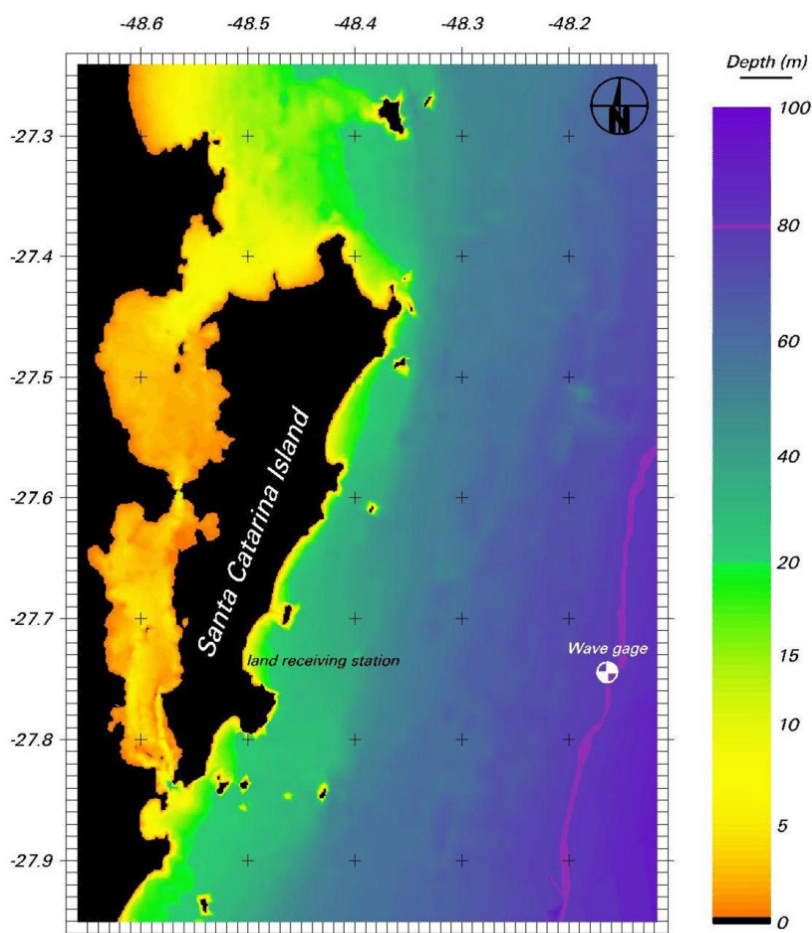 -48.6 -48.5 -48.4 -48.3 -48.2
Depth (m)
N
100
-27.3
80
-27.4
60
-27.5
40
-27.6
20
Santa Catarina Island
-27.7
15
land receiving station
Wave gage
10
-27.8
5
-27.9
0